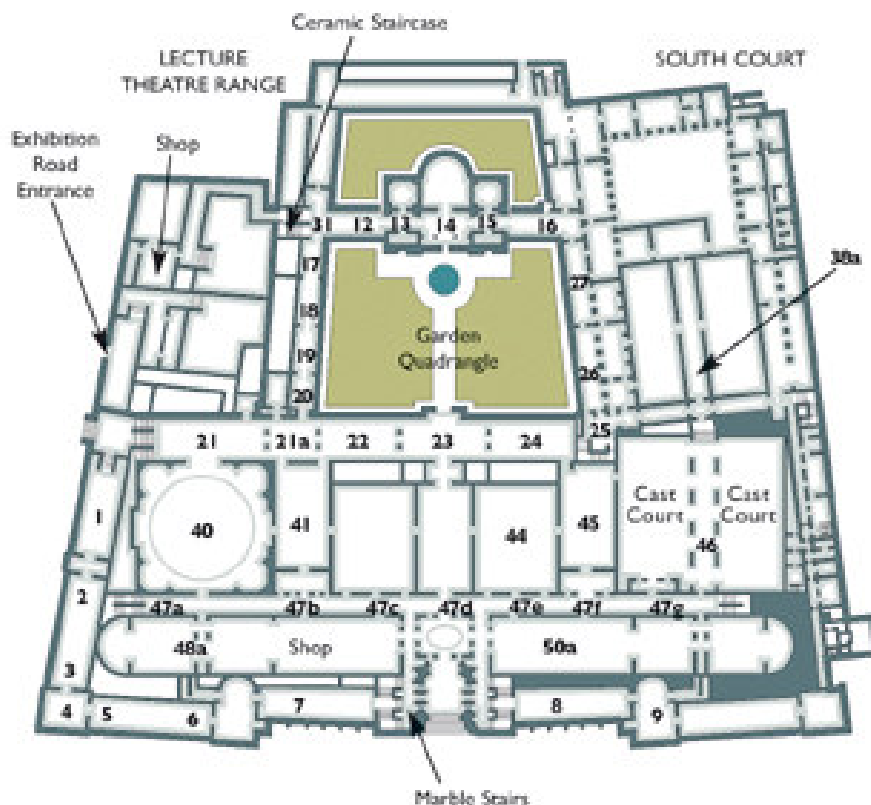 Ceramic Staircase
LECTURE
THEATRE RANGE
SOUTH COURT
Exhibition
Road
Entrance
Shop
31 12 13 14 15 16
17
27
38a
18
Garden
Quadrangle
19
26
20
25
21 21a 22 23 24
1
40
41
44
45
Cast
Court
Cast
Court
46
2
47a 47b 47c 47d 47e 47f 47g
48a
Shop
50a
3
4 5 6 7 8 9
Marble Stairs